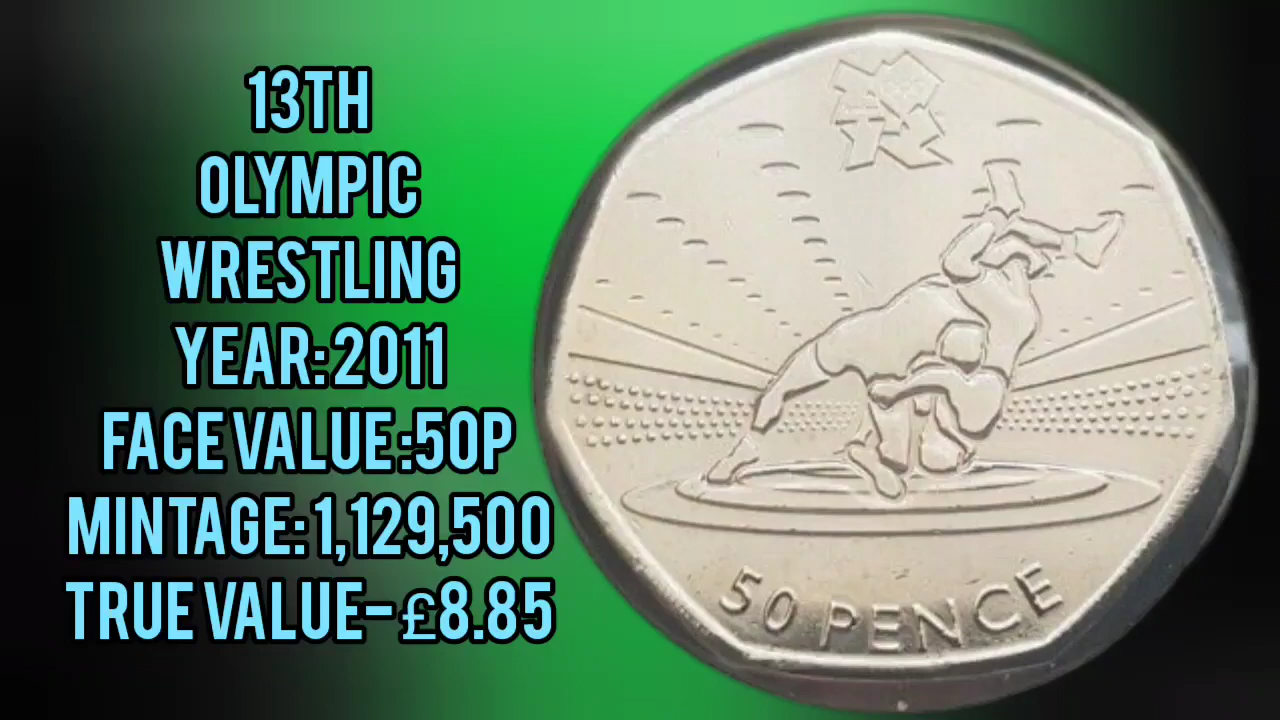 13TH
OLYMPIC
WRESTLING
YEAR:2011
FACE VALUE:50P
MINTAGE:1,129,500
TRUE VALUE-£8.85
50 PENCE